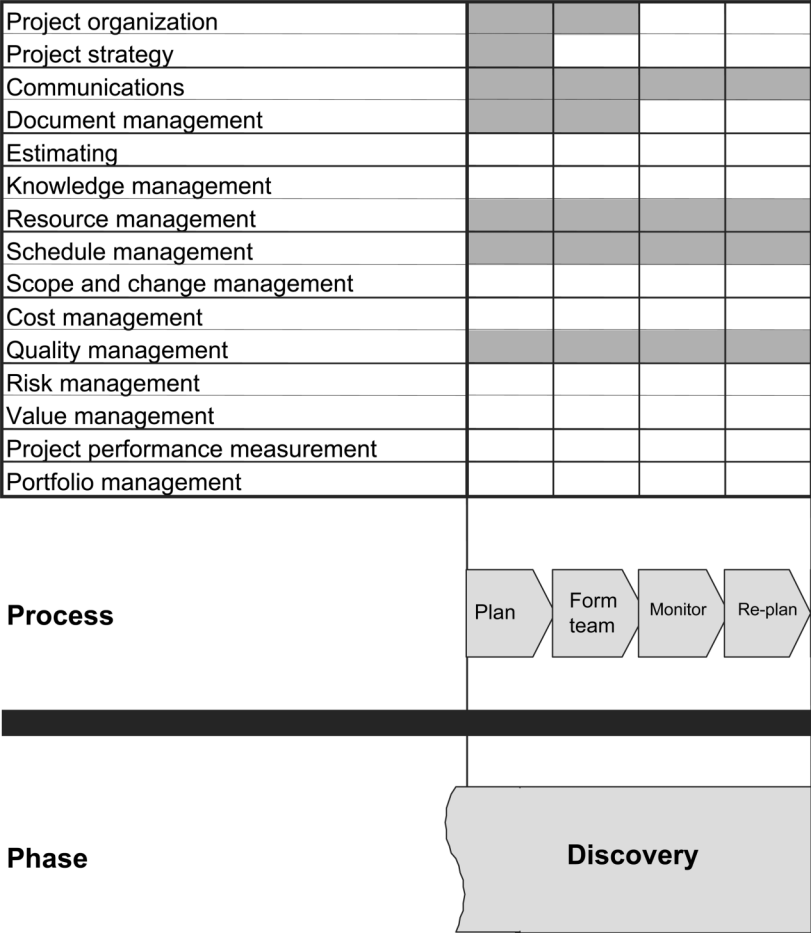 Project organization
Project strategy
Communications
Document management
Estimating
Knowledge management
Resource management
Schedule management
Scope and change management
Cost management
Quality management
Risk management
Value management
Project performance measurement
Portfolio management
Process
Plan
Form
team
Monitor
Re-plan
Phase
Discovery